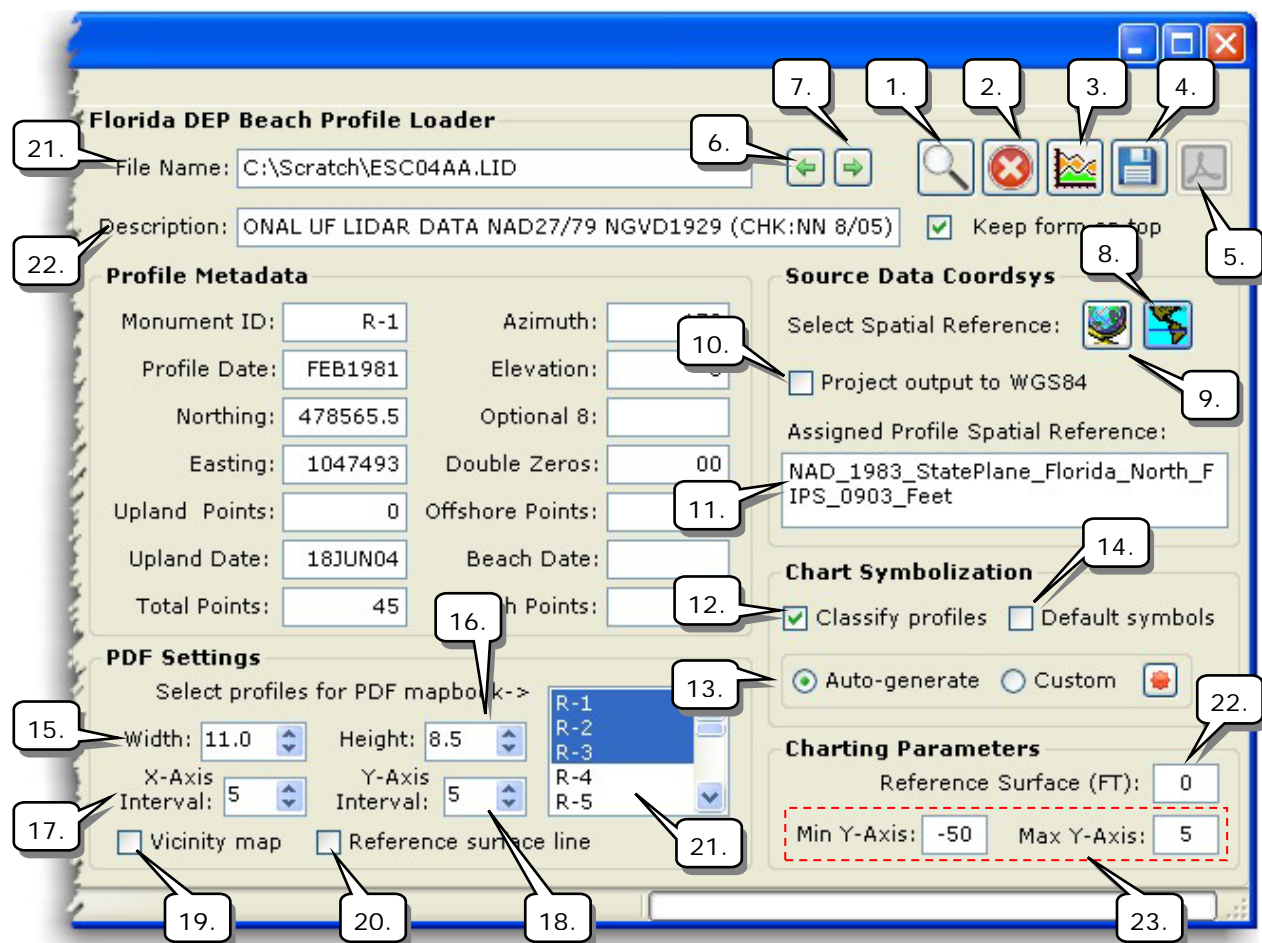 7.
1.
2.
3.
4.
Florida DEP Beach Profile Loader
21.
File Name: C:\Scratch\ESC04AA.LID
6.
Description: ONAL UF LIDAR DATA NAD27/79 NGVD1929 (CHK:NN 8/05)
Keep form on top
22.
5.
8.
Profile Metadata
Source Data Coordsys
Monument ID: R-1
Azimuth:
Select Spatial Reference:
10.
Profile Date: FEB1981
Elevation:
Project output to WGS84
9.
Northing: 478565.5
Optional 8:
Assigned Profile Spatial Reference:
Easting: 1047493
Double Zeros: 00
NAD_1983_StatePlane_Florida_North_F
IPS_0903_Feet
11.
Upland Points: 0
Offshore Points:
14.
Upland Date: 18JUN04
Beach Date:
Chart Symbolization
Total Points: 45
Points:
12.
Classify profiles
Default symbols
16.
PDF Settings
Select profiles for PDF mapbook->
13.
Auto-generate
Custom
22.
15.
Width: 11.0
Height: 8.5
R-1
R-2
R-3
R-4
R-5
Charting Parameters
Reference Surface (FT): 0
X-Axis
Interval: 5
Y-Axis
Interval: 5
17.
Min Y-Axis: -50
Max Y-Axis: 5
Vicinity map
Reference surface line
21.
19.
20.
18.
23.